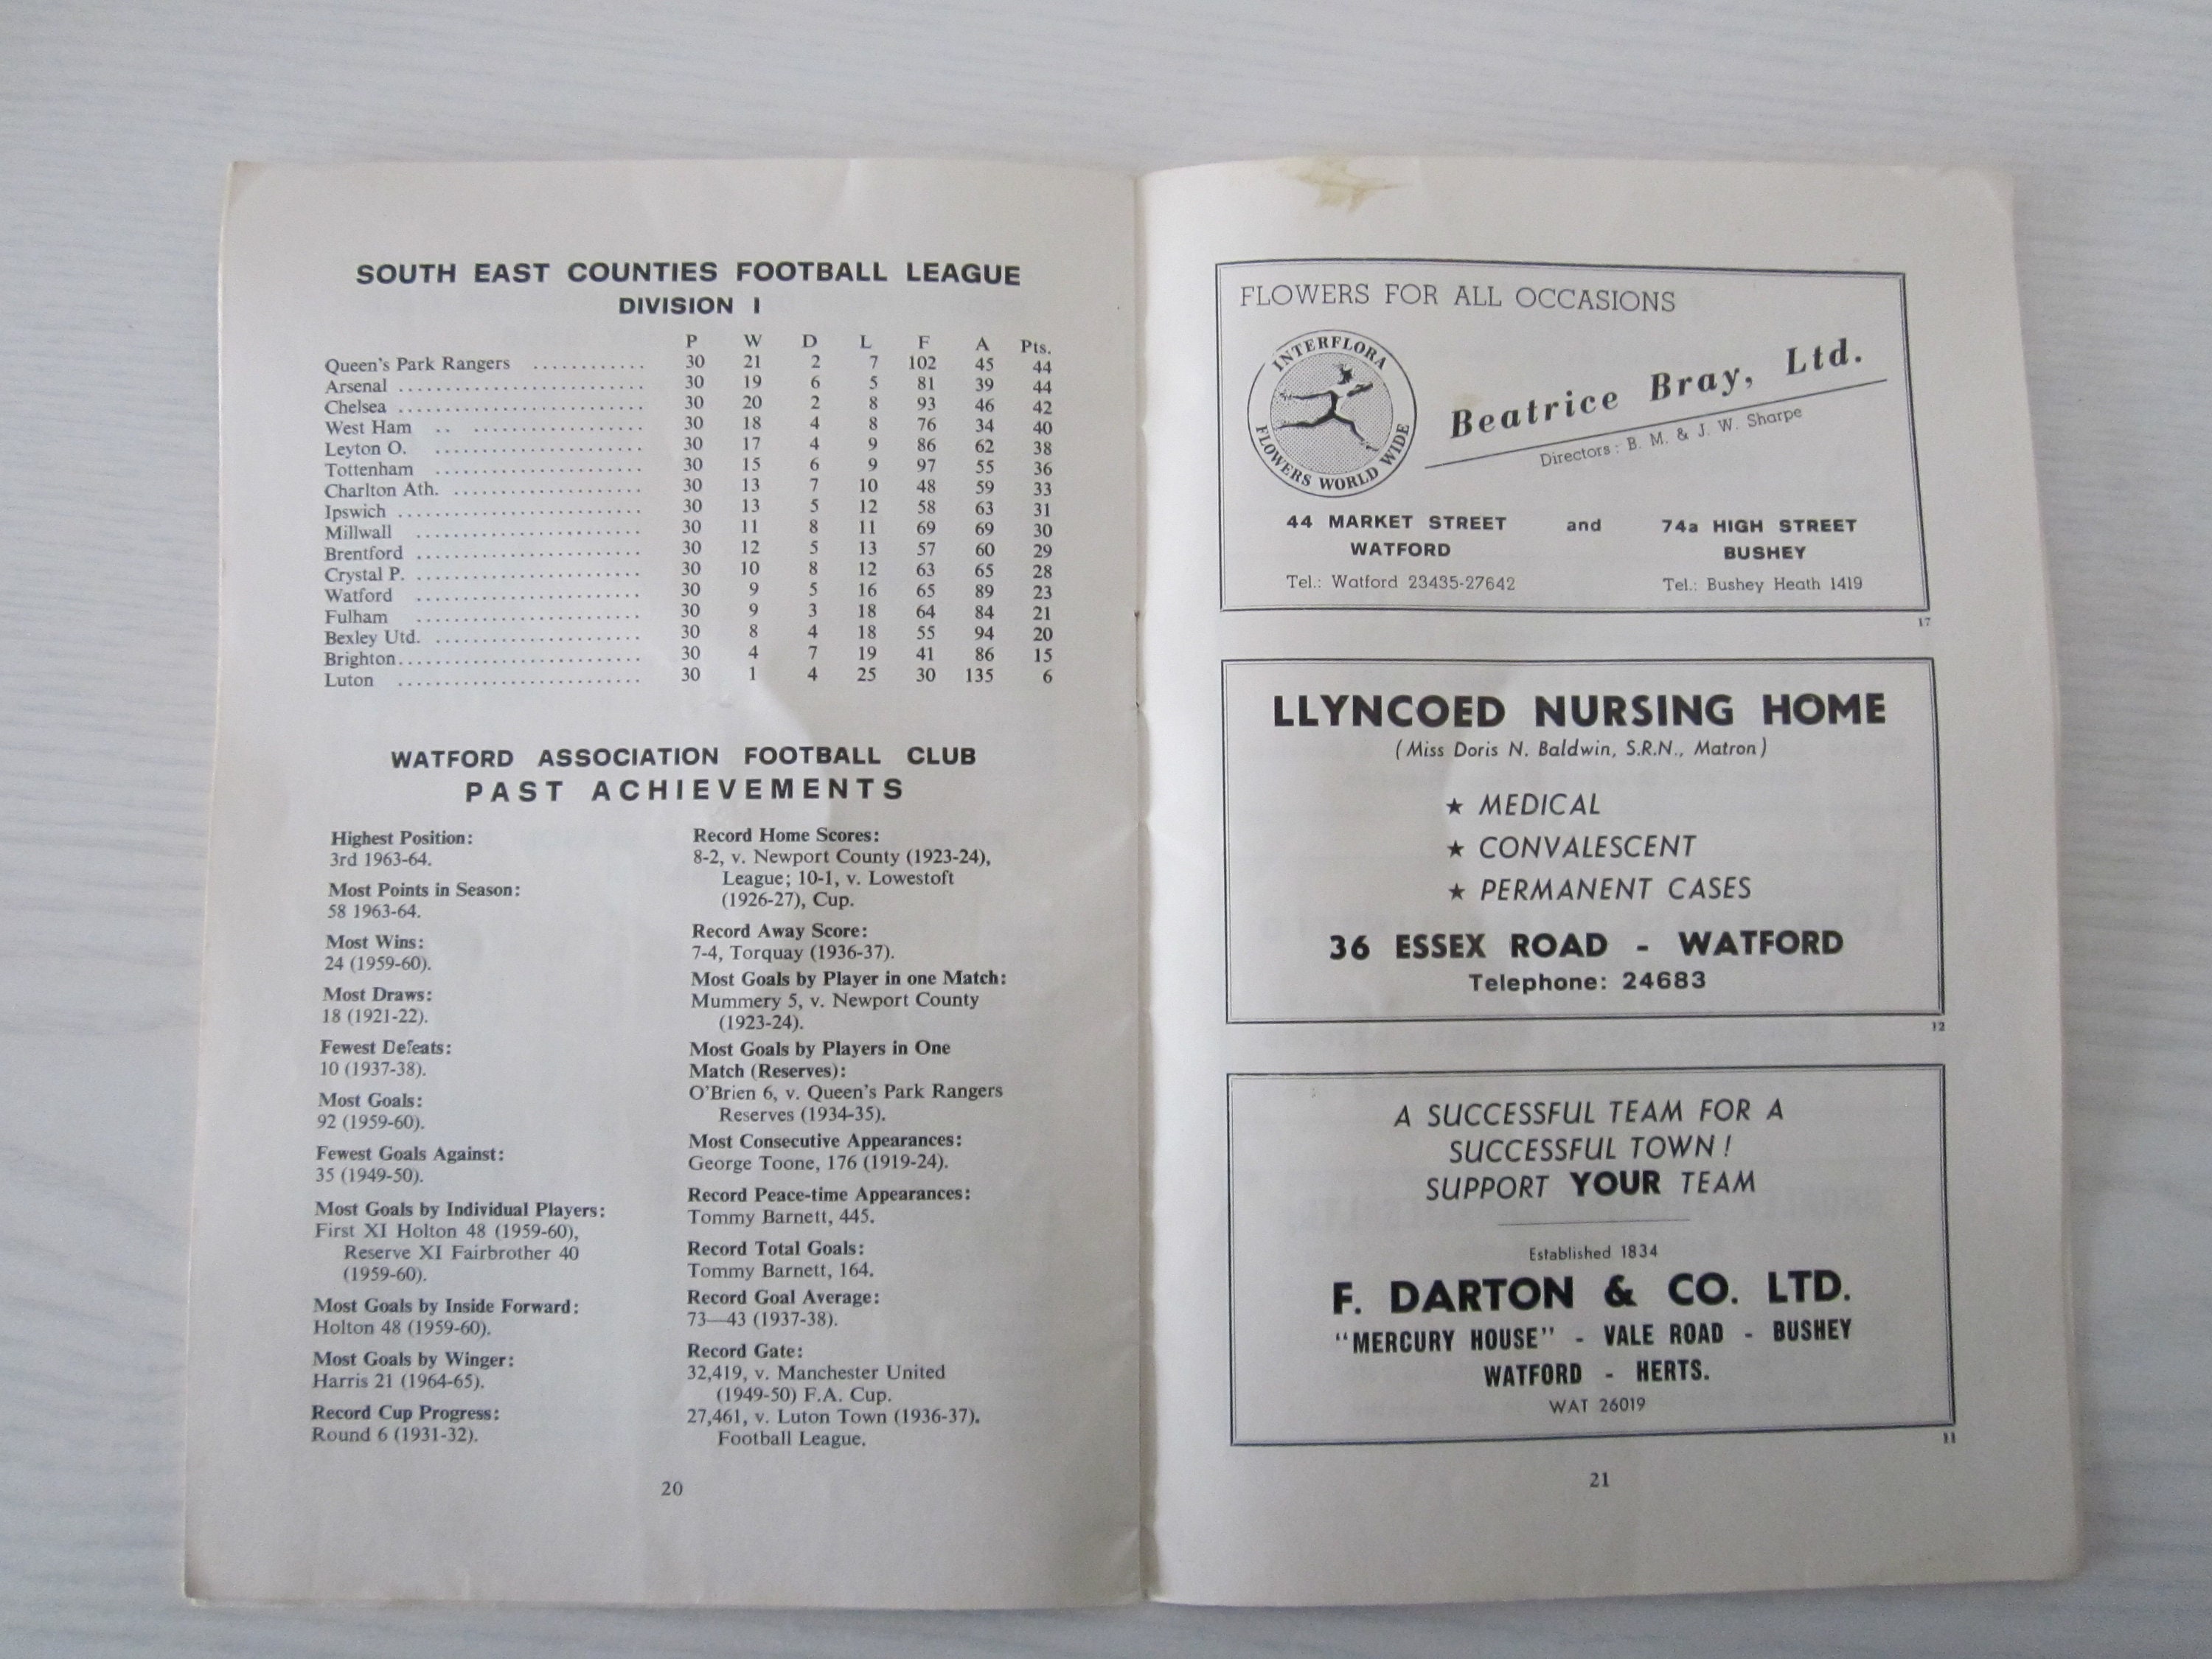 SOUTH EAST COUNTIES FOOTBALL LEAGUE
DIVISION I
P W D L F A Pts.
Queen's Park Rangers ............ 30 21 2 7 102 45 44
Arsenal ........................... 30 19 6 5 81 39 44
Chelsea ........................... 30 20 2 8 93 46 42
West Ham .. ................... 30 18 4 8 76 34 40
Leyton O. ....................... 30 17 4 9 86 62 38
Tottenham ....................... 30 15 6 9 97 55 36
Charlton Ath. ..................... 30 13 7 10 48 59 33
Ipswich ........................... 30 13 5 12 58 63 31
Millwall ......................... 30 11 8 11 69 69 30
Brentford ......................... 30 12 5 13 57 60 29
Crystal P. ......................... 30 10 8 12 63 65 28
Watford ......................... 30 9 5 16 65 89 23
Fulham ......................... 30 9 3 18 64 84 21
Bexley Utd. ....................... 30 8 4 18 55 94 20
Brighton........................... 30 4 7 19 41 86 15
Luton ........................... 30 1 4 25 30 135 6
WATFORD ASSOCIATION FOOTBALL CLUB
PAST ACHIEVEMENTS
Highest Position:
3rd 1963-64.
Most Points in Season:
58 1963-64.
Most Wins:
24 (1959-60).
Most Draws:
18 (1921-22).
Fewest Defeats:
10 (1937-38).
Most Goals:
92 (1959-60).
Fewest Goals Against:
35 (1949-50).
Most Goals by Individual Players:
First XI Holton 48 (1959-60),
Reserve XI Fairbrother 40
(1959-60).
Most Goals by Inside Forward:
Holton 48 (1959-60).
Most Goals by Winger:
Harris 21 (1964-65).
Record Cup Progress:
Round 6 (1931-32).
Record Home Scores:
8-2, v. Newport County (1923-24),
League; 10-1, v. Lowestoft
(1926-27), Cup.
Record Away Score:
7-4, Torquay (1936-37).
Most Goals by Player in one Match:
Mummery 5, v. Newport County
(1923-24).
Most Goals by Players in One
Match (Reserves):
O'Brien 6, v. Queen's Park Rangers
Reserves (1934-35).
Most Consecutive Appearances:
George Toone, 176 (1919-24).
Record Peace-time Appearances:
Tommy Barnett, 445.
Record Total Goals:
Tommy Barnett, 164.
Record Goal Average:
73—43 (1937-38).
Record Gate:
32,419, v. Manchester United
(1949-50) F.A. Cup.
27,461, v. Luton Town (1936-37).
Football League.
20
FLOWERS FOR ALL OCCASIONS
INTERFLORA
FLOWERS WORLD WIDE
Beatrice Bray, Ltd.
Directors: B. M. & J. W. Sharpe
44 MARKET STREET and 74a HIGH STREET
WATFORD BUSHEY
Tel.: Watford 23435-27642 Tel.: Bushey Heath 1419
17
LLYNCOED NURSING HOME
(Miss Doris N. Baldwin, S.R.N., Matron)
★ MEDICAL
★ CONVALESCENT
★ PERMANENT CASES
36 ESSEX ROAD - WATFORD
Telephone: 24683
12
A SUCCESSFUL TEAM FOR A
SUCCESSFUL TOWN!
SUPPORT YOUR TEAM
Established 1834
F. DARTON & CO. LTD.
"MERCURY HOUSE" - VALE ROAD - BUSHEY
WATFORD - HERTS.
WAT 26019
11
21